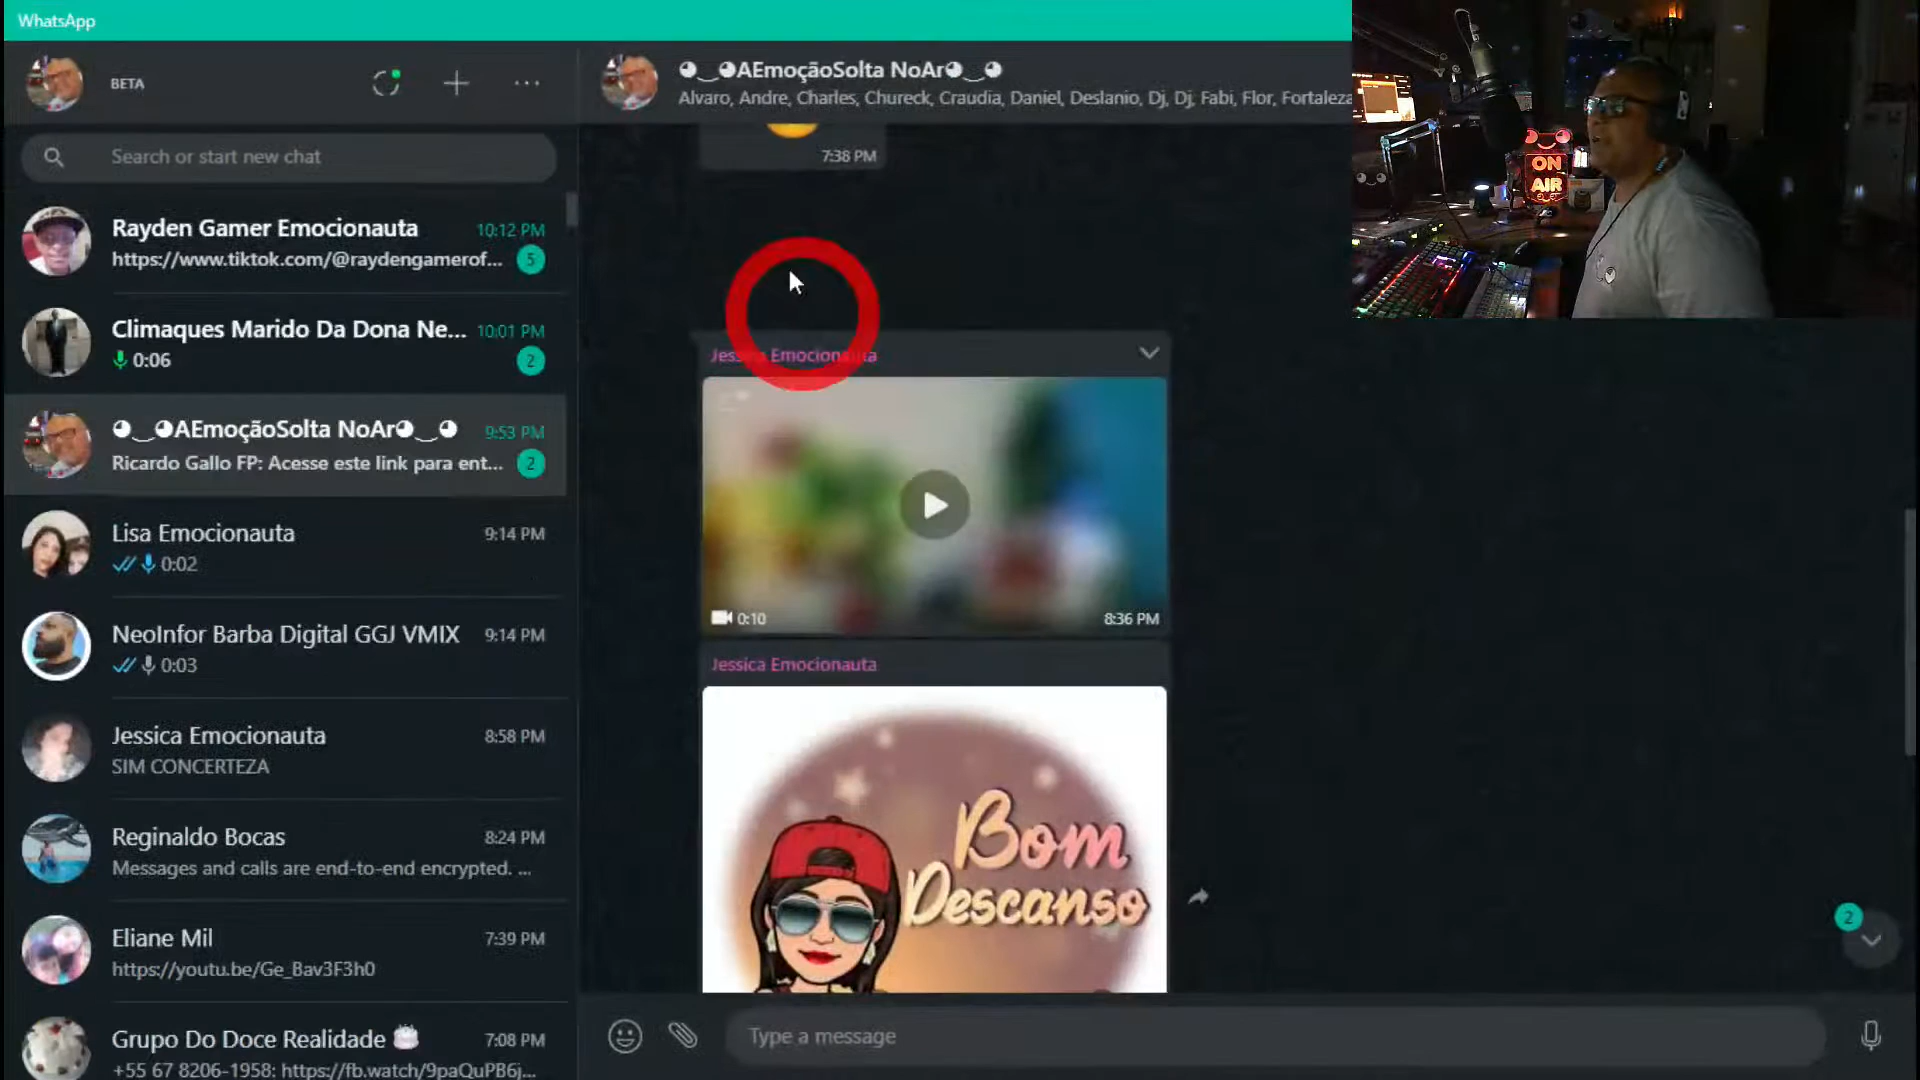 WhatsApp
BETA
Search or start new chat
Rayden Gamer Emocionauta
10:12 PM
https://www.tiktok.com/@raydengamerof...
5
Climaques Marido Da Dona Ne...
10:01 PM
0:06
2
AEmoçãoSolta NoAr
9:53 PM
Ricardo Gallo FP: Acesse este link para ent...
2
Lisa Emocionauta
9:14 PM
0:02
NeoInfor Barba Digital GGJ VMIX
9:14 PM
0:03
Jessica Emocionauta
8:58 PM
SIM CONCERTEZA
Reginaldo Bocas
8:24 PM
Messages and calls are end-to-end encrypted. ...
Eliane Mil
7:39 PM
https://youtu.be/Ge_Bav3F3h0
Grupo Do Doce Realidade
7:08 PM
+55 67 8206-1958: https://fb.watch/9paQuPB6j...
AEmoçãoSolta NoAr
Alvaro, Andre, Charles, Chureck, Craudia, Daniel, Deslanio, Dj, Dj, Fabi, Flor, Fortaleza
7:38 PM
Jessica Emocionauta
0:10
8:36 PM
Jessica Emocionauta
Bom
Descanso
2
Type a message
ON
AIR